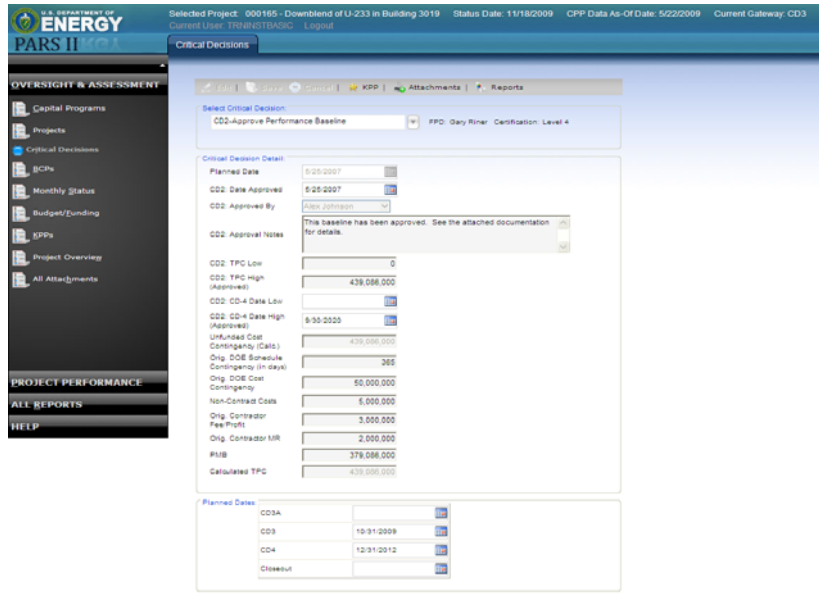 U.S. DEPARTMENT OF
ENERGY
PARS II
Selected Project: 000165 - Downblend of U-233 in Building 3019 Status Date: 11/18/2009 CPP Data As-Of Date: 5/22/2009 Current Gateway: CD3
Current User: TRNINSTBASIC Logout
Critical Decisions
OVERSIGHT & ASSESSMENT
Capital Programs
Projects
Critical Decisions
BCPs
Monthly Status
Budget/Funding
KPPs
Project Overview
All Attachments
PROJECT PERFORMANCE
ALL REPORTS
HELP
Edit | Save Cancel | KPP | Attachments | Reports
Select Critical Decision:
CD2-Approve Performance Baseline FPD: Gary Riner Certification: Level 4
Critical Decision Detail:
Planned Date 5/25/2007
CD2: Date Approved 5/25/2007
CD2: Approved By Alex Johnson
CD2: Approval Notes This baseline has been approved. See the attached documentation
for details.
CD2: TPC Low 0
CD2: TPC High
(Approved) 439,086,000
CD2: CD-4 Date Low
CD2: CD-4 Date High
(Approved) 9/30/2020
Unfunded Cost
Contingency (Calc.) 439,086,000
Orig. DOE Schedule
Contingency (in days) 365
Orig. DOE Cost
Contingency 50,000,000
Non-Contract Costs 5,000,000
Orig. Contractor
Fee/Profit 3,000,000
Orig. Contractor MR 2,000,000
PMB 379,086,000
Calculated TPC 439,086,000
Planned Dates
CD3A
CD3 10/31/2009
CD4 12/31/2012
Closeout